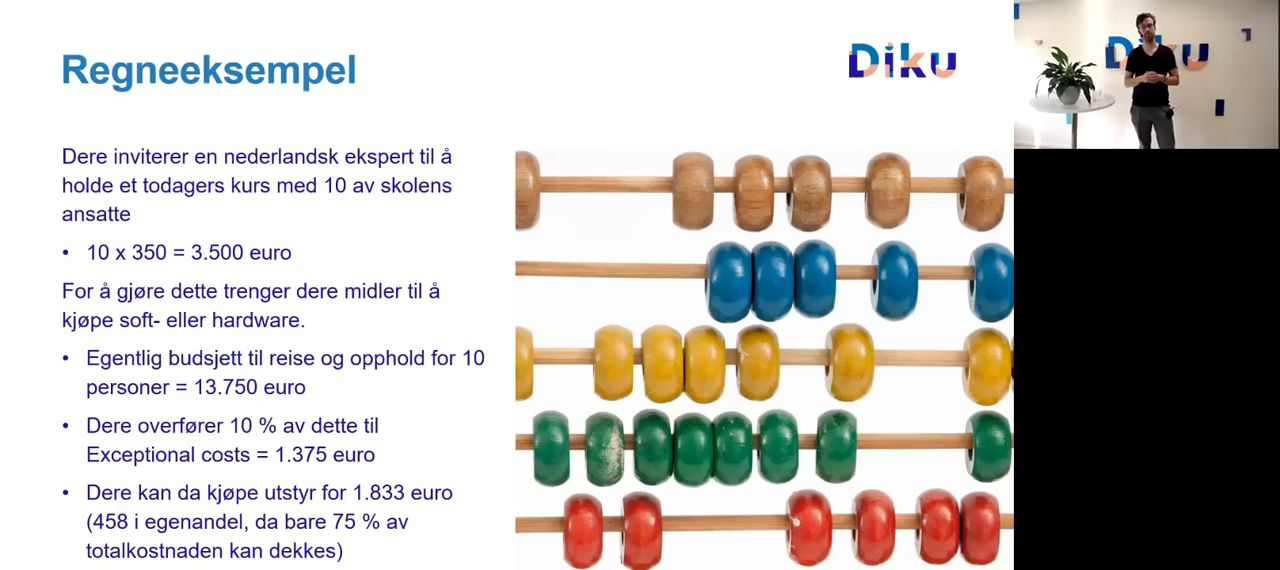 Regneeksempel
Diku
Diku
Dere inviterer en nederlandsk ekspert til å
holde et todagers kurs med 10 av skolens
ansatte
• 10 x 350 = 3.500 euro
For å gjøre dette trenger dere midler til å
kjøpe soft- eller hardware.
• Egentlig budsjett til reise og opphold for 10
personer = 13.750 euro
• Dere overfører 10 % av dette til
Exceptional costs = 1.375 euro
• Dere kan da kjøpe utstyr for 1.833 euro
(458 i egenandel, da bare 75 % av
totalkostnaden kan dekkes)